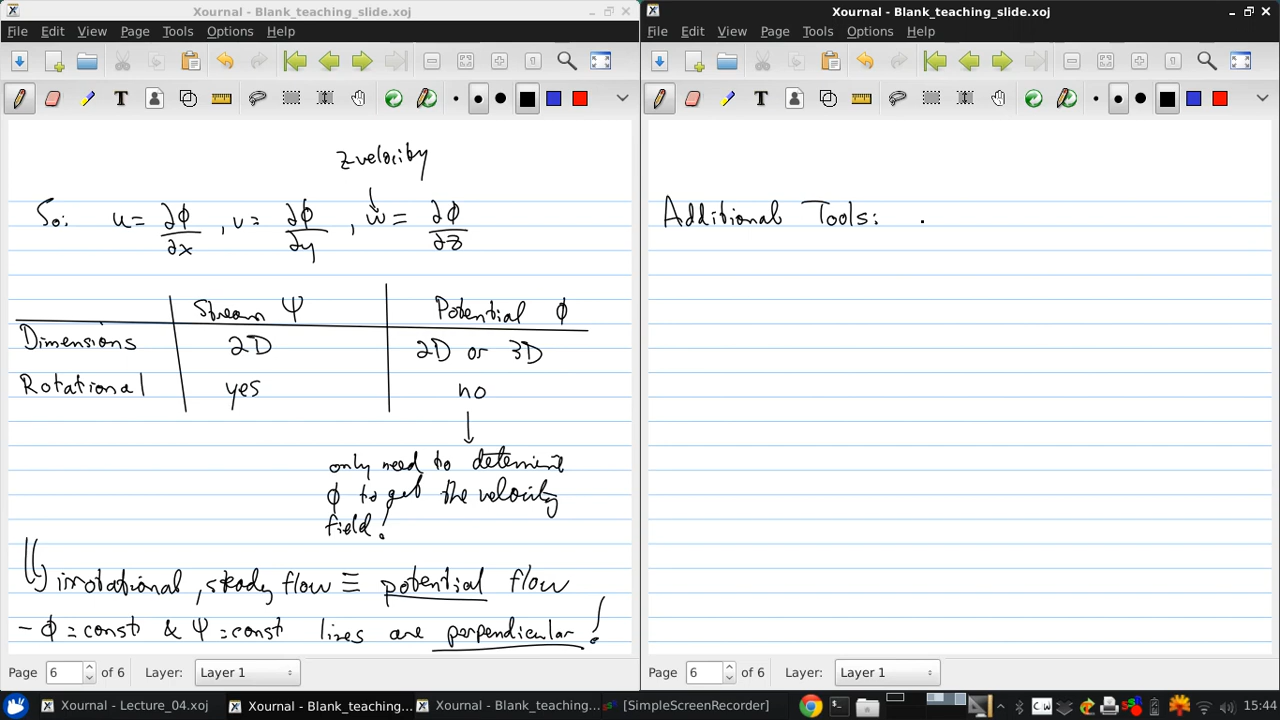 Xournal - Blank_teaching_slide.xoj
File Edit View Page Tools Options Help
z velocity
So: u = ∂ϕ/∂x , v = ∂ϕ/∂y , w = ∂ϕ/∂z
Stream Ψ Potential ϕ
Dimensions 2D 2D or 3D
Rotational yes no
only need to determine
ϕ to get the velocity
field!
irrotational, steady flow ≡ potential flow
- ϕ = const & Ψ = const lines are perpendicular!
Page 6 of 6 Layer: Layer 1
Xournal - Blank_teaching_slide.xoj
File Edit View Page Tools Options Help
Additional Tools:
Page 6 of 6 Layer: Layer 1
Xournal - Lecture_04.xoj Xournal - Blank_teaching... Xournal - Blank_teaching... [SimpleScreenRecorder] 15:44